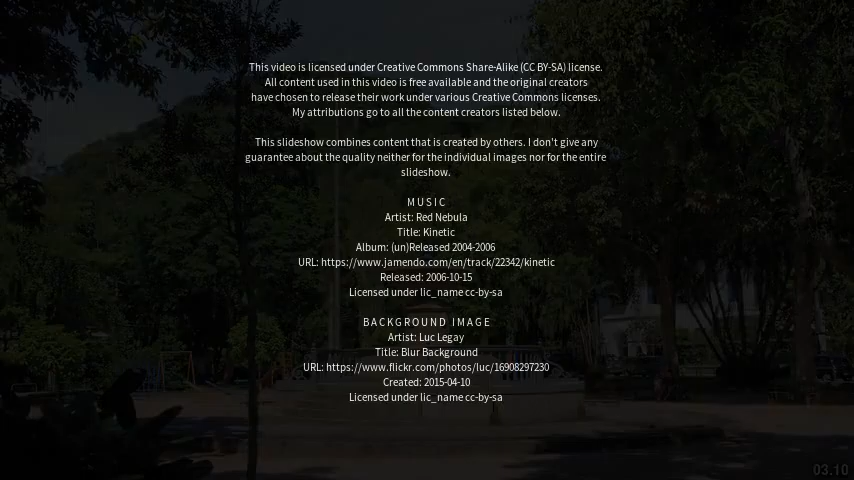 This video is licensed under Creative Commons Share-Alike (CC BY-SA) license.
All content used in this video is free available and the original creators
have chosen to release their work under various Creative Commons licenses.
My attributions go to all the content creators listed below.
This slideshow combines content that is created by others. I don't give any
guarantee about the quality neither for the individual images nor for the entire
slideshow.
MUSIC
Artist: Red Nebula
Title: Kinetic
Album: (un)Released 2004-2006
URL: https://www.jamendo.com/en/track/22342/kinetic
Released: 2006-10-15
Licensed under lic_name cc-by-sa
BACKGROUND IMAGE
Artist: Luc Legay
Title: Blur Background
URL: https://www.flickr.com/photos/luc/16908297230
Created: 2015-04-10
Licensed under lic_name cc-by-sa
03.10